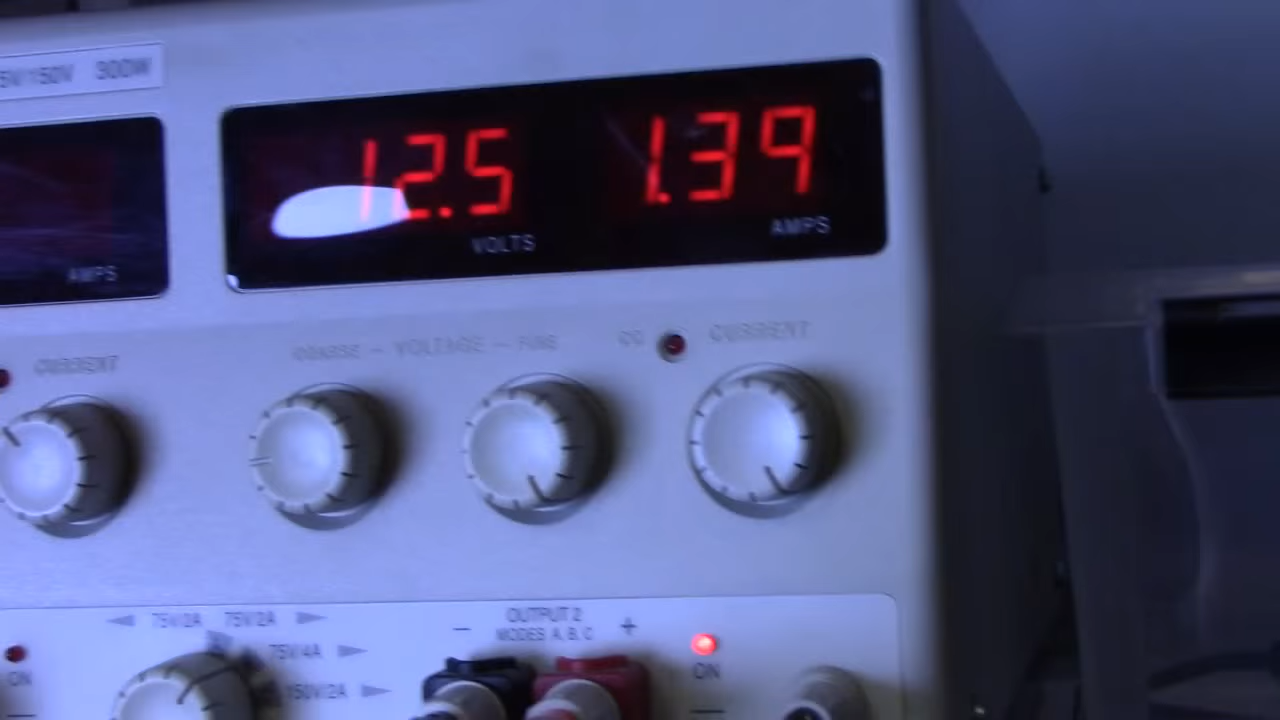 5V/150V 300W
12.5 1.39
VOLTS AMPS
AMPS
CURRENT
COARSE - VOLTAGE - FINE CC CURRENT
75V/2A 75V/2A
75V/4A
150V/2A
OUTPUT 2
- MODES A, B, C +
ON
ON